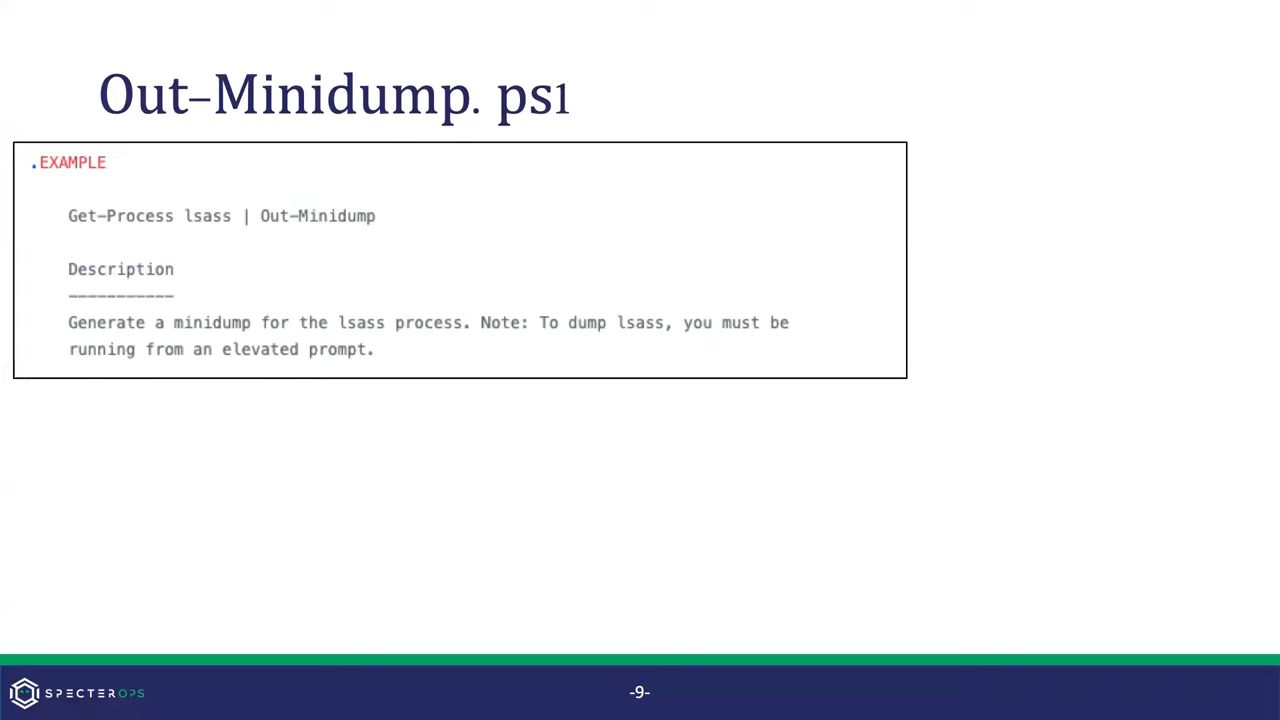 Out-Minidump. ps1
.EXAMPLE
Get-Process lsass | Out-Minidump
Description
-----------
Generate a minidump for the lsass process. Note: To dump lsass, you must be
running from an elevated prompt.
SPECTEROPS
-9-